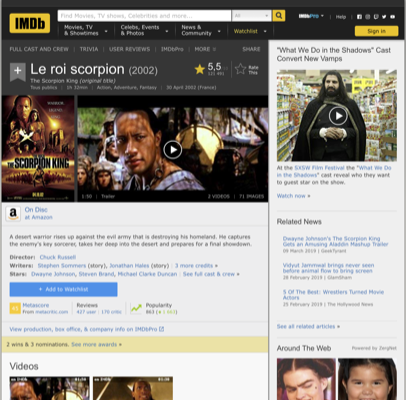 IMDb
Find Movies, TV shows, Celebrities and more...
All
IMDbPro
Help
Movies, TV & Showtimes
Celebs, Events & Photos
News & Community
Watchlist
Sign in
FULL CAST AND CREW | TRIVIA | USER REVIEWS | IMDbPro | MORE
SHARE
Le roi scorpion (2002)
The Scorpion King (original title)
Tous publics | 1h 32min | Action, Adventure, Fantasy | 30 April 2002 (France)
5,5
Rate This
WARRIOR
KING
THE SCORPION KING
1:50 | Trailer
2 VIDEOS | 71 IMAGES
a
On Disc
at Amazon
A desert warrior rises up against the evil army that is destroying his homeland. He captures
the enemy's key sorcerer, takes her deep into the desert and prepares for a final showdown.
Director: Chuck Russell
Writers: Stephen Sommers (story), Jonathan Hales (story) | 3 more credits »
Stars: Dwayne Johnson, Steven Brand, Michael Clarke Duncan | See full cast & crew »
+ Add to Watchlist
Metascore
From metacritic.com
Reviews
427 user | 170 critic
Popularity
View production, box office, & company info on IMDbPro
2 wins & 3 nominations. See more awards »
Videos
"What We Do in the Shadows" Cast
Convert New Vamps
At the SXSW Film Festival the "What We
Do in the Shadows" cast reveal who they want
to guest star on the show.
Watch now »
Related News
Dwayne Johnson's The Scorpion King
Gets an Amusing Aladdin Mashup Trailer
09 March 2019 | GeekTyrant
Vidyut Jammwal brings never seen
before animal flow to bring screen
28 February 2019 | GlamSham
5 Of The Best: Wrestlers Turned Movie
Actors
26 February 2019 | The Hollywood News
See all related articles »
Around The Web
Powered by ZergNet